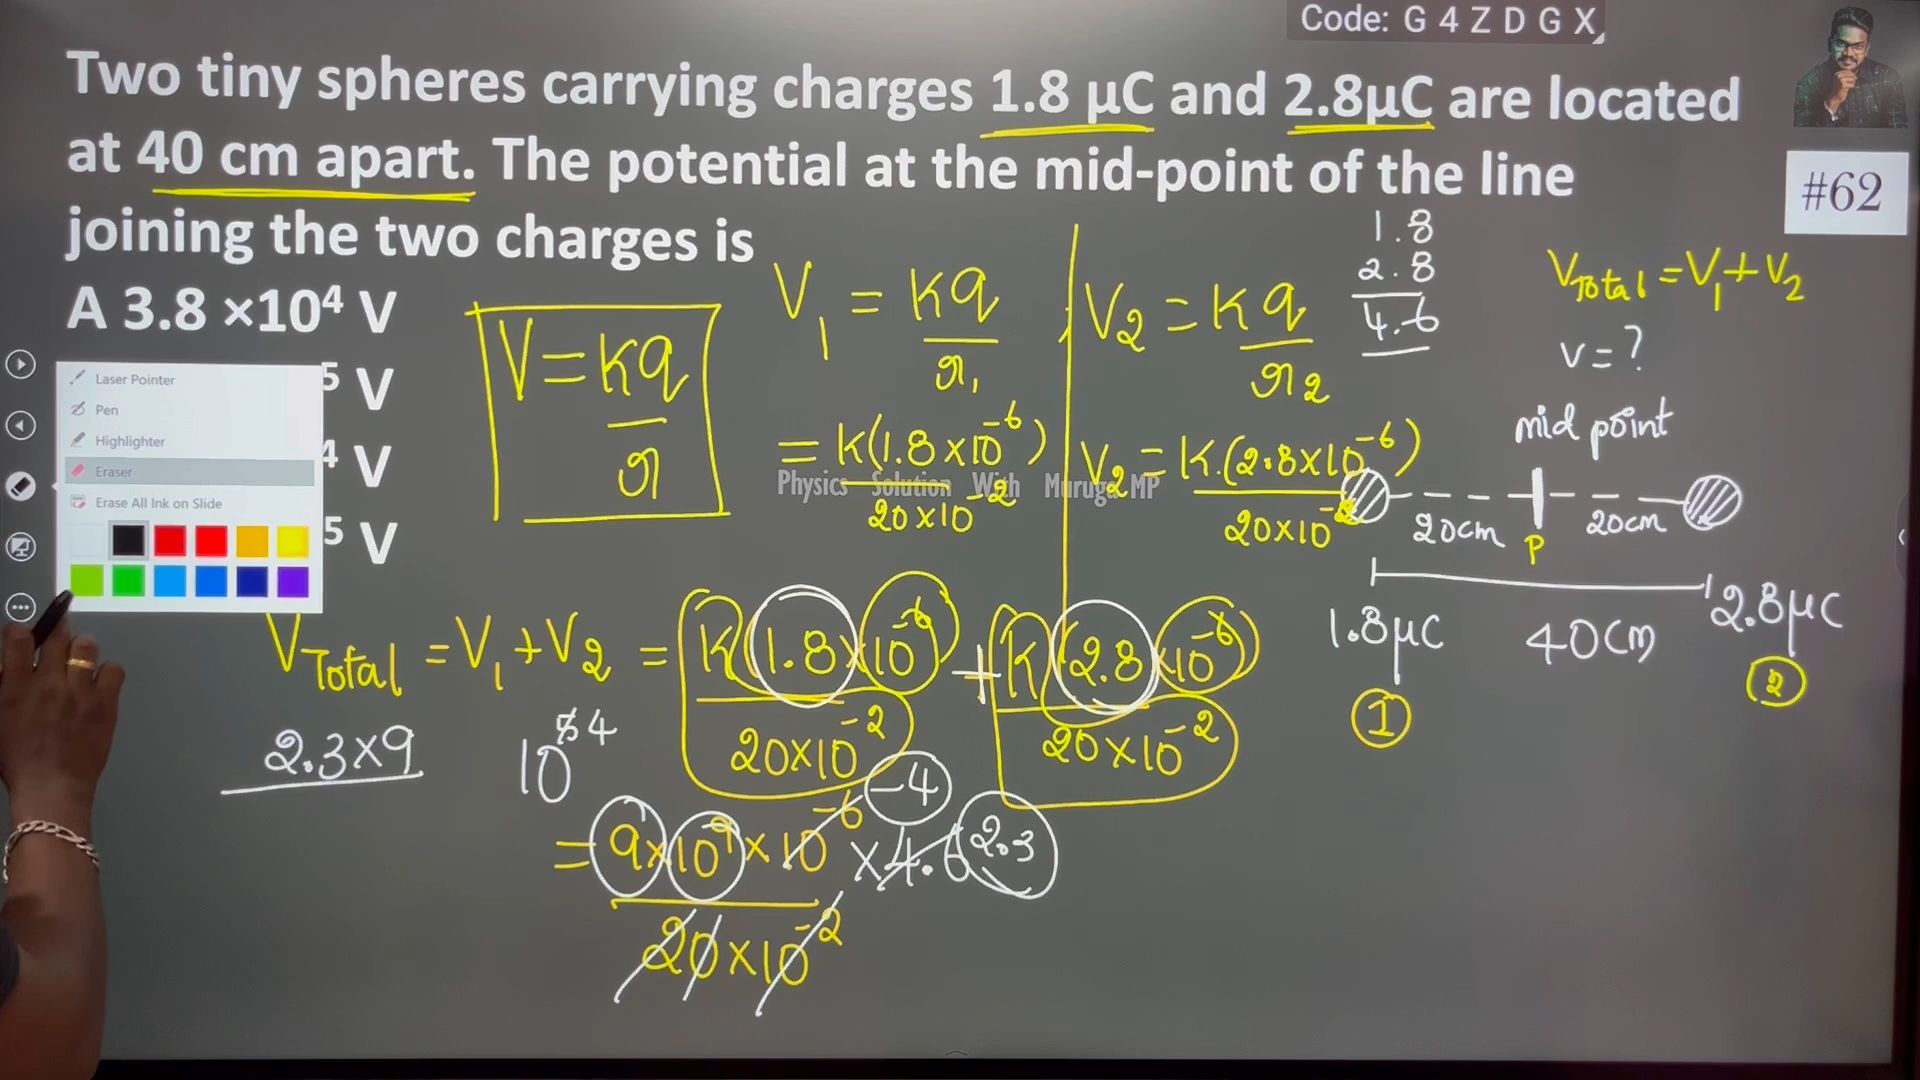 Code: G 4 Z D G X
Two tiny spheres carrying charges 1.8 μC and 2.8μC are located
at 40 cm apart. The potential at the mid-point of the line
joining the two charges is
#62
A 3.8 ×10⁴ V
⁵ V
⁴ V
⁵ V
Laser Pointer
Pen
Highlighter
Eraser
Erase All Ink on Slide
V = kq / r
V₁ = kq / r₁
= k(1.8×10⁻⁶) / 20×10⁻²
V₂ = kq / r₂
V₂ = k.(2.8×10⁻⁶) / 20×10⁻²
1.8
2.8
4.6
V Total = V₁ + V₂
V = ?
mid point
20cm P 20cm
1.8μC 40cm 2.8μC
1 2
Physics Solution With Muruga MP
V Total = V₁ + V₂ = k(1.8×10⁻⁶) / 20×10⁻² + k(2.8×10⁻⁶) / 20×10⁻²
2.3×9
10⁵ 4
-4
= 9×10⁹×10⁻⁶ ×4.6 2.3
20×10⁻²